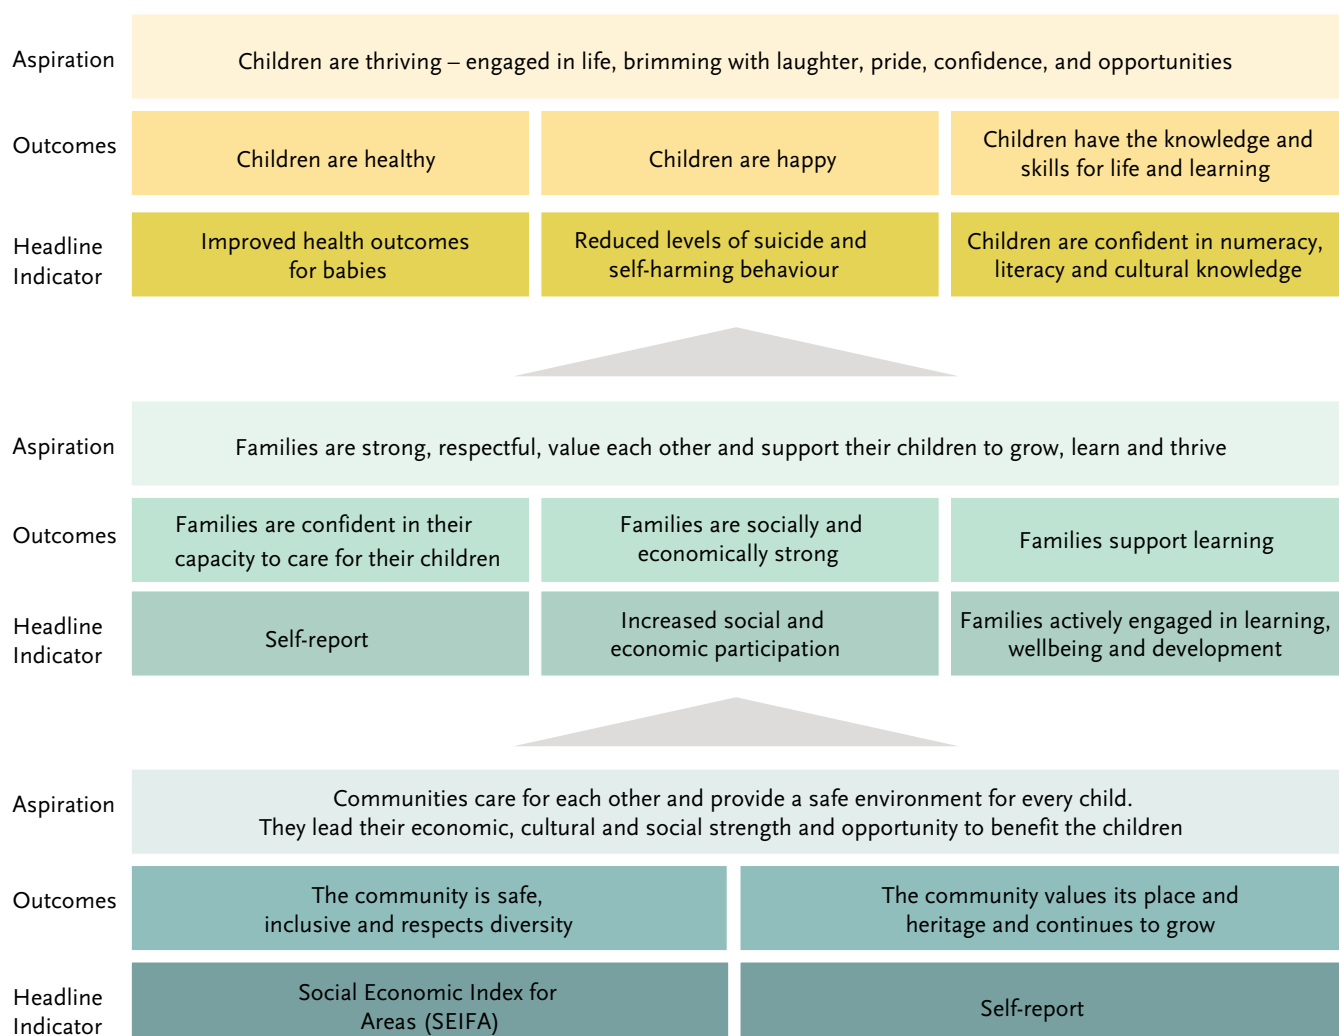 Aspiration
Children are thriving – engaged in life, brimming with laughter, pride, confidence, and opportunities
Outcomes
Children are healthy
Children are happy
Children have the knowledge and
skills for life and learning
Headline
Indicator
Improved health outcomes
for babies
Reduced levels of suicide and
self-harming behaviour
Children are confident in numeracy,
literacy and cultural knowledge
Aspiration
Families are strong, respectful, value each other and support their children to grow, learn and thrive
Outcomes
Families are confident in their
capacity to care for their children
Families are socially and
economically strong
Families support learning
Headline
Indicator
Self-report
Increased social and
economic participation
Families actively engaged in learning,
wellbeing and development
Aspiration
Communities care for each other and provide a safe environment for every child.
They lead their economic, cultural and social strength and opportunity to benefit the children
Outcomes
The community is safe,
inclusive and respects diversity
The community values its place and
heritage and continues to grow
Headline
Indicator
Social Economic Index for
Areas (SEIFA)
Self-report